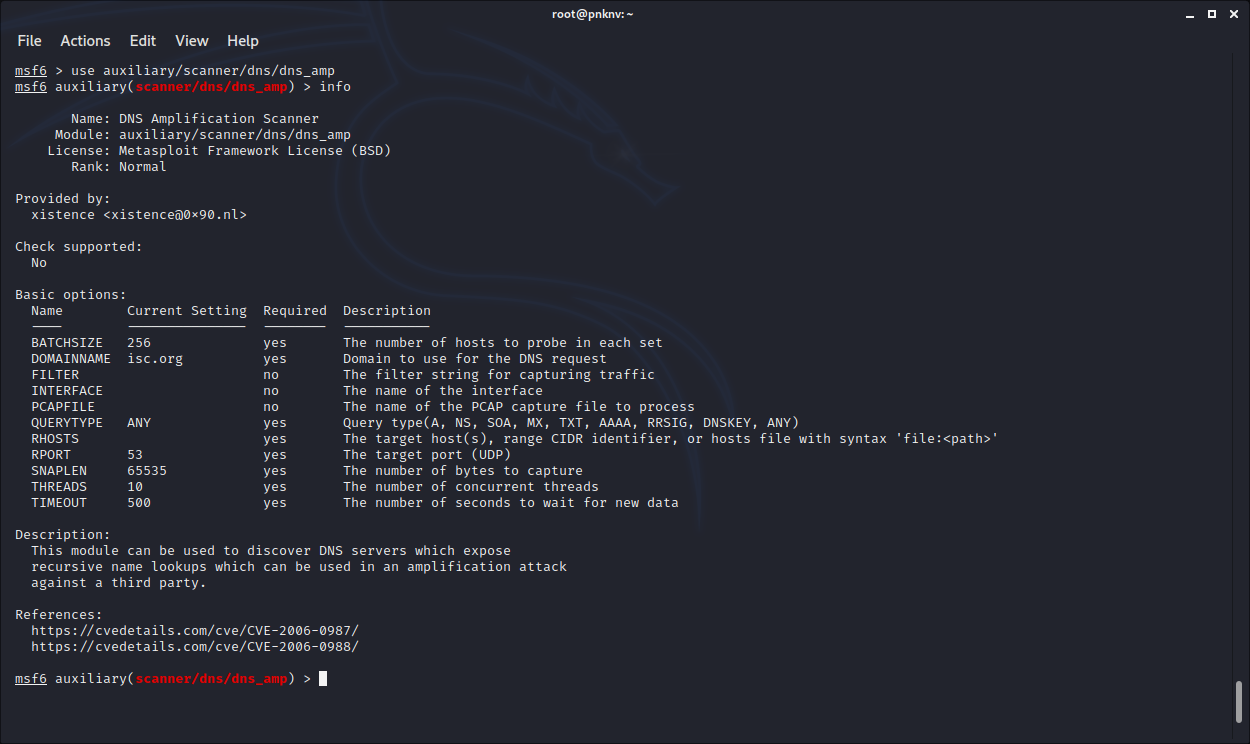 root@pnknv:~
File Actions Edit View Help
msf6 > use auxiliary/scanner/dns/dns_amp
msf6 auxiliary(scanner/dns/dns_amp) > info
Name: DNS Amplification Scanner
Module: auxiliary/scanner/dns/dns_amp
License: Metasploit Framework License (BSD)
Rank: Normal
Provided by:
xistence <xistence@0×90.nl>
Check supported:
No
Basic options:
Name Current Setting Required Description
BATCHSIZE 256 yes The number of hosts to probe in each set
DOMAINNAME isc.org yes Domain to use for the DNS request
FILTER no The filter string for capturing traffic
INTERFACE no The name of the interface
PCAPFILE no The name of the PCAP capture file to process
QUERYTYPE ANY yes Query type(A, NS, SOA, MX, TXT, AAAA, RRSIG, DNSKEY, ANY)
RHOSTS yes The target host(s), range CIDR identifier, or hosts file with syntax 'file:<path>'
RPORT 53 yes The target port (UDP)
SNAPLEN 65535 yes The number of bytes to capture
THREADS 10 yes The number of concurrent threads
TIMEOUT 500 yes The number of seconds to wait for new data
Description:
This module can be used to discover DNS servers which expose
recursive name lookups which can be used in an amplification attack
against a third party.
References:
https://cvedetails.com/cve/CVE-2006-0987/
https://cvedetails.com/cve/CVE-2006-0988/
msf6 auxiliary(scanner/dns/dns_amp) >